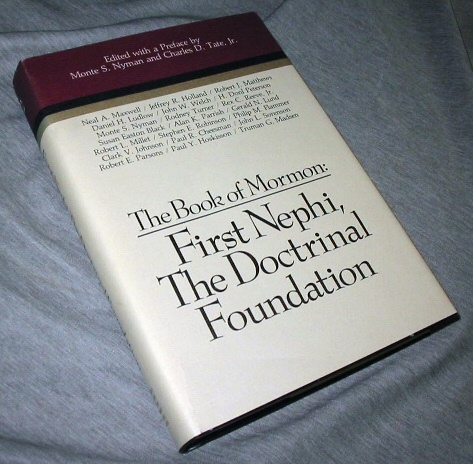 Edited with a Preface by
Monte S. Nyman and Charles D. Tate, Jr.
Neal A. Maxwell / Jeffrey R. Holland / Robert J. Matthews
Daniel H. Ludlow / John W. Welch / H. Donl Peterson
Monte S. Nyman / Rodney Turner / Rex C. Reeve, Jr.
Susan Easton Black / Alan K. Parrish / Gerald N. Lund
Robert L. Millet / Stephen E. Robinson / Philip M. Flammer
Clark V. Johnson / Paul R. Cheesman / John L. Sorenson
Robert E. Parsons / Paul Y. Hoskisson / Truman G. Madsen
The Book of Mormon:
First Nephi,
The Doctrinal
Foundation